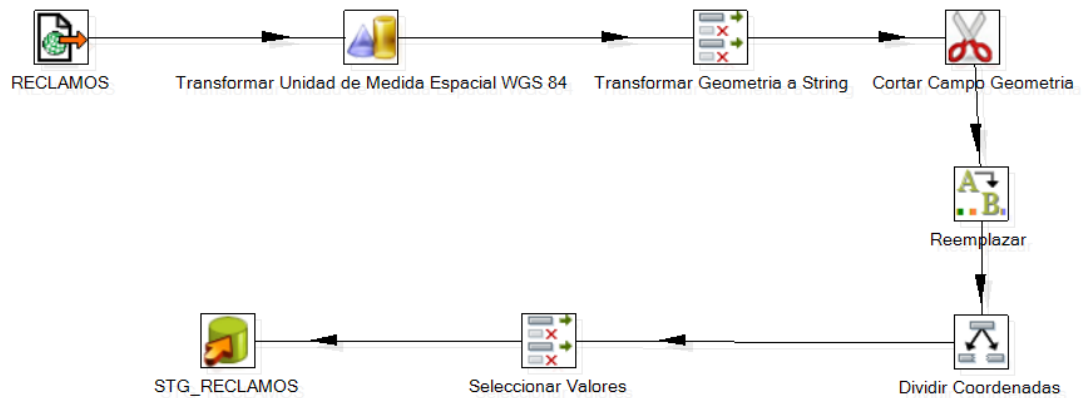 RECLAMOS
Transformar Unidad de Medida Espacial WGS 84
Transformar Geometria a String
Cortar Campo Geometria
A
B
Reemplazar
Dividir Coordenadas
Seleccionar Valores
STG_RECLAMOS